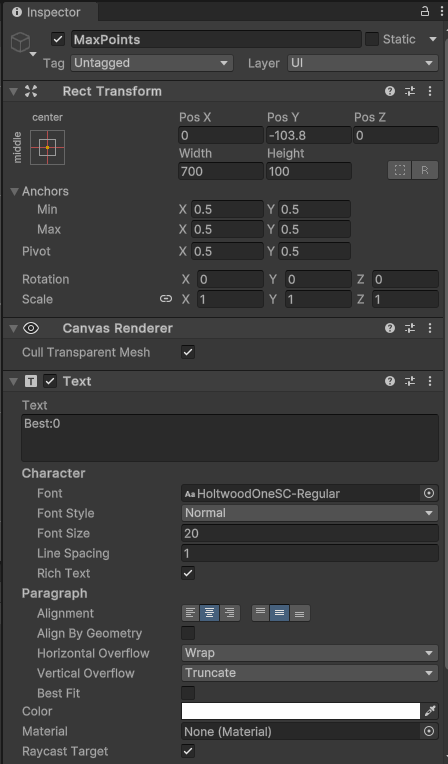 Inspector
MaxPoints Static
Tag Untagged Layer UI
Rect Transform
center
middle
Pos X Pos Y Pos Z
0 -103.8 0
Width Height
700 100
R
Anchors
Min X 0.5 Y 0.5
Max X 0.5 Y 0.5
Pivot X 0.5 Y 0.5
Rotation X 0 Y 0 Z 0
Scale X 1 Y 1 Z 1
Canvas Renderer
Cull Transparent Mesh
T Text
Text
Best:0
Character
Font Aa HoltwoodOneSC-Regular
Font Style Normal
Font Size 20
Line Spacing 1
Rich Text
Paragraph
Alignment
Align By Geometry
Horizontal Overflow Wrap
Vertical Overflow Truncate
Best Fit
Color
Material None (Material)
Raycast Target